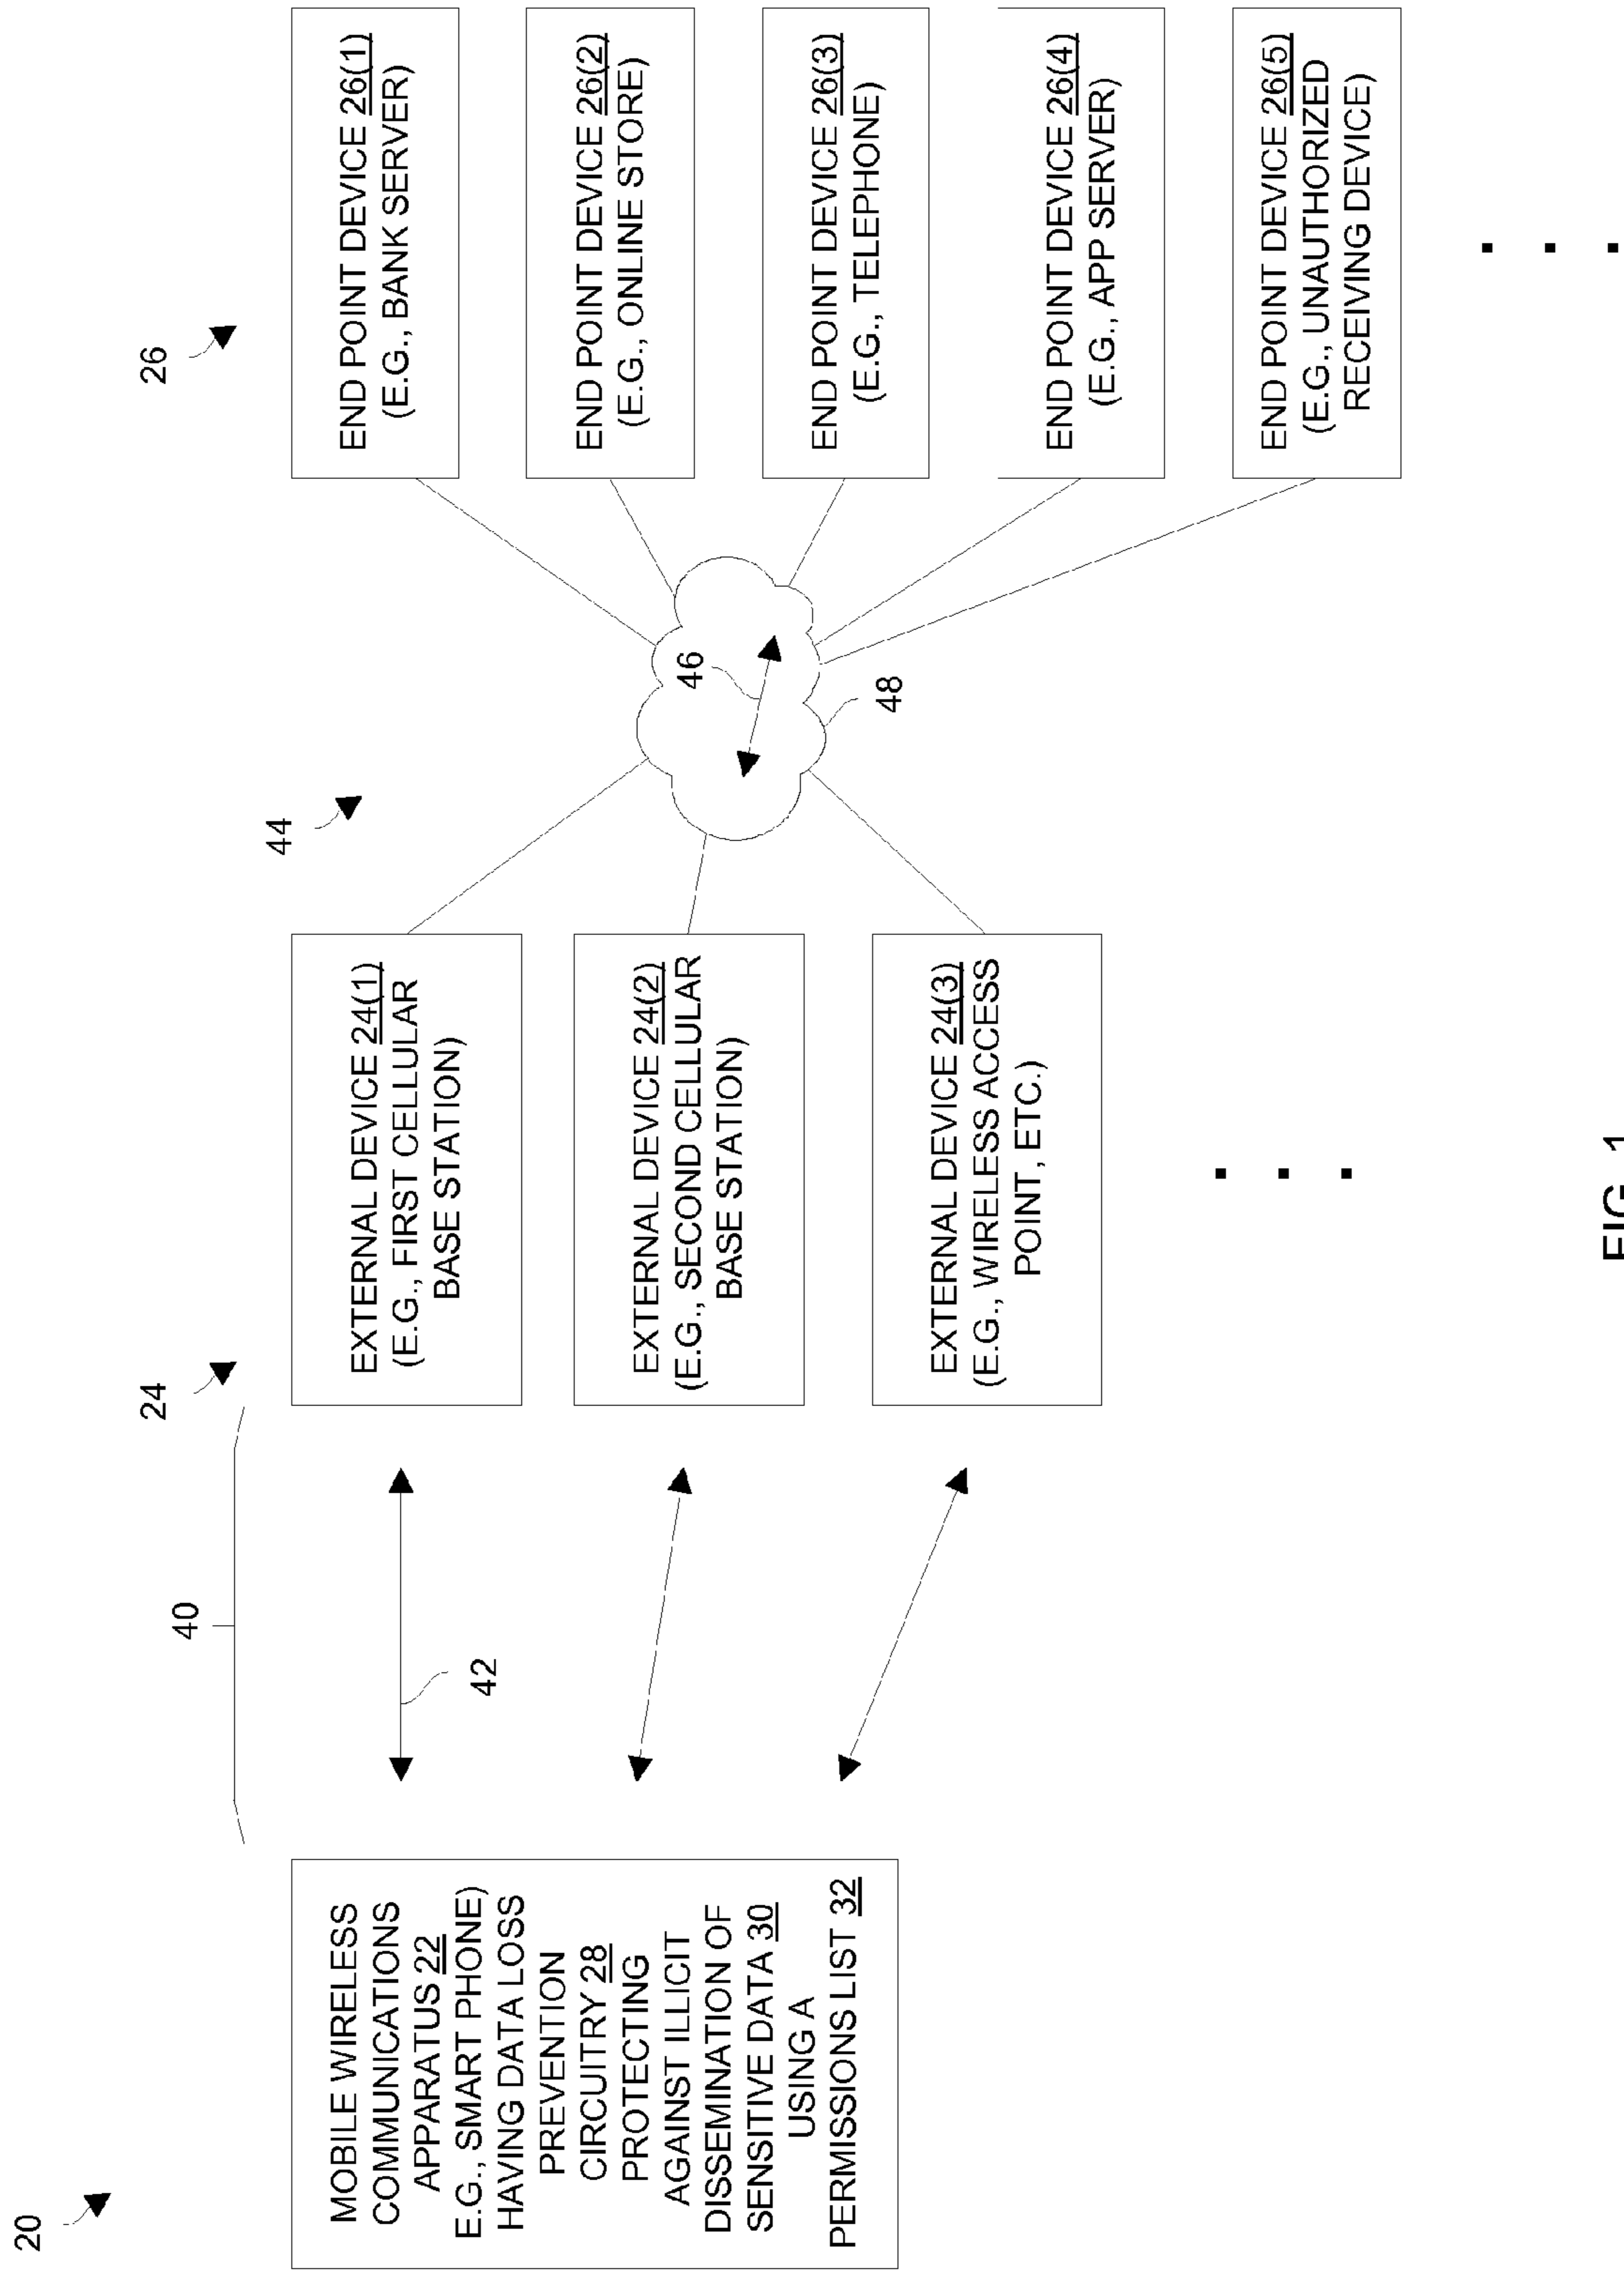 20
40
24
44
26
MOBILE WIRELESS
COMMUNICATIONS
APPARATUS 22
E.G., SMART PHONE)
HAVING DATA LOSS
PREVENTION
CIRCUITRY 28
PROTECTING
AGAINST ILLICIT
DISSEMINATION OF
SENSITIVE DATA 30
USING A
PERMISSIONS LIST 32
42
EXTERNAL DEVICE 24(1)
(E.G., FIRST CELLULAR
BASE STATION)
EXTERNAL DEVICE 24(2)
(E.G., SECOND CELLULAR
BASE STATION)
EXTERNAL DEVICE 24(3)
(E.G., WIRELESS ACCESS
POINT, ETC.)
46
48
END POINT DEVICE 26(1)
(E.G., BANK SERVER)
END POINT DEVICE 26(2)
(E.G., ONLINE STORE)
END POINT DEVICE 26(3)
(E.G., TELEPHONE)
END POINT DEVICE 26(4)
(E.G., APP SERVER)
END POINT DEVICE 26(5)
(E.G., UNAUTHORIZED
RECEIVING DEVICE)
FIG. 1